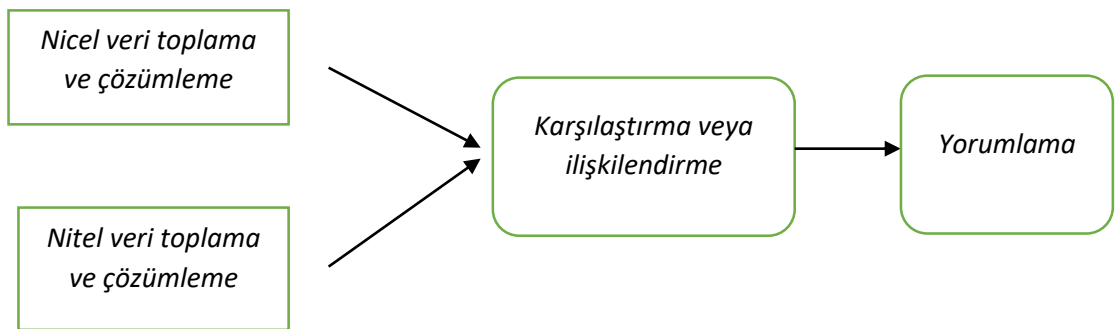 Nicel veri toplama
ve çözümleme
Karşılaştırma veya
ilişkilendirme
Yorumlama
Nitel veri toplama
ve çözümleme